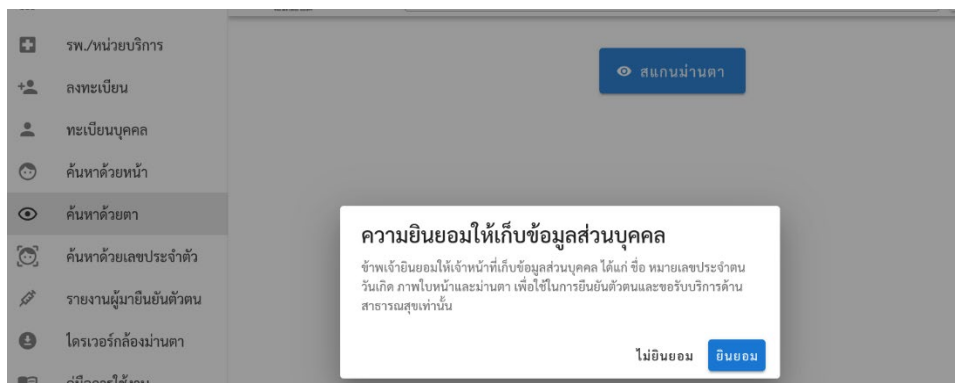 รพ./หน่วยบริการ
สแกนม่านตา
ลงทะเบียน
ทะเบียนบุคคล
ค้นหาด้วยหน้า
ค้นหาด้วยตา
ความยินยอมให้เก็บข้อมูลส่วนบุคคล
ค้นหาด้วยเลขประจำตัว
ข้าพเจ้ายินยอมให้เจ้าหน้าที่เก็บข้อมูลส่วนบุคคล ได้แก่ ชื่อ หมายเลขประจำตน
วันเกิด ภาพใบหน้าและม่านตา เพื่อใช้ในการยืนยันตัวตนและขอรับบริการด้าน
สาธารณสุขเท่านั้น
รายงานผู้มายืนยันตัวตน
ไดรเวอร์กล้องม่านตา
ไม่ยินยอม ยินยอม